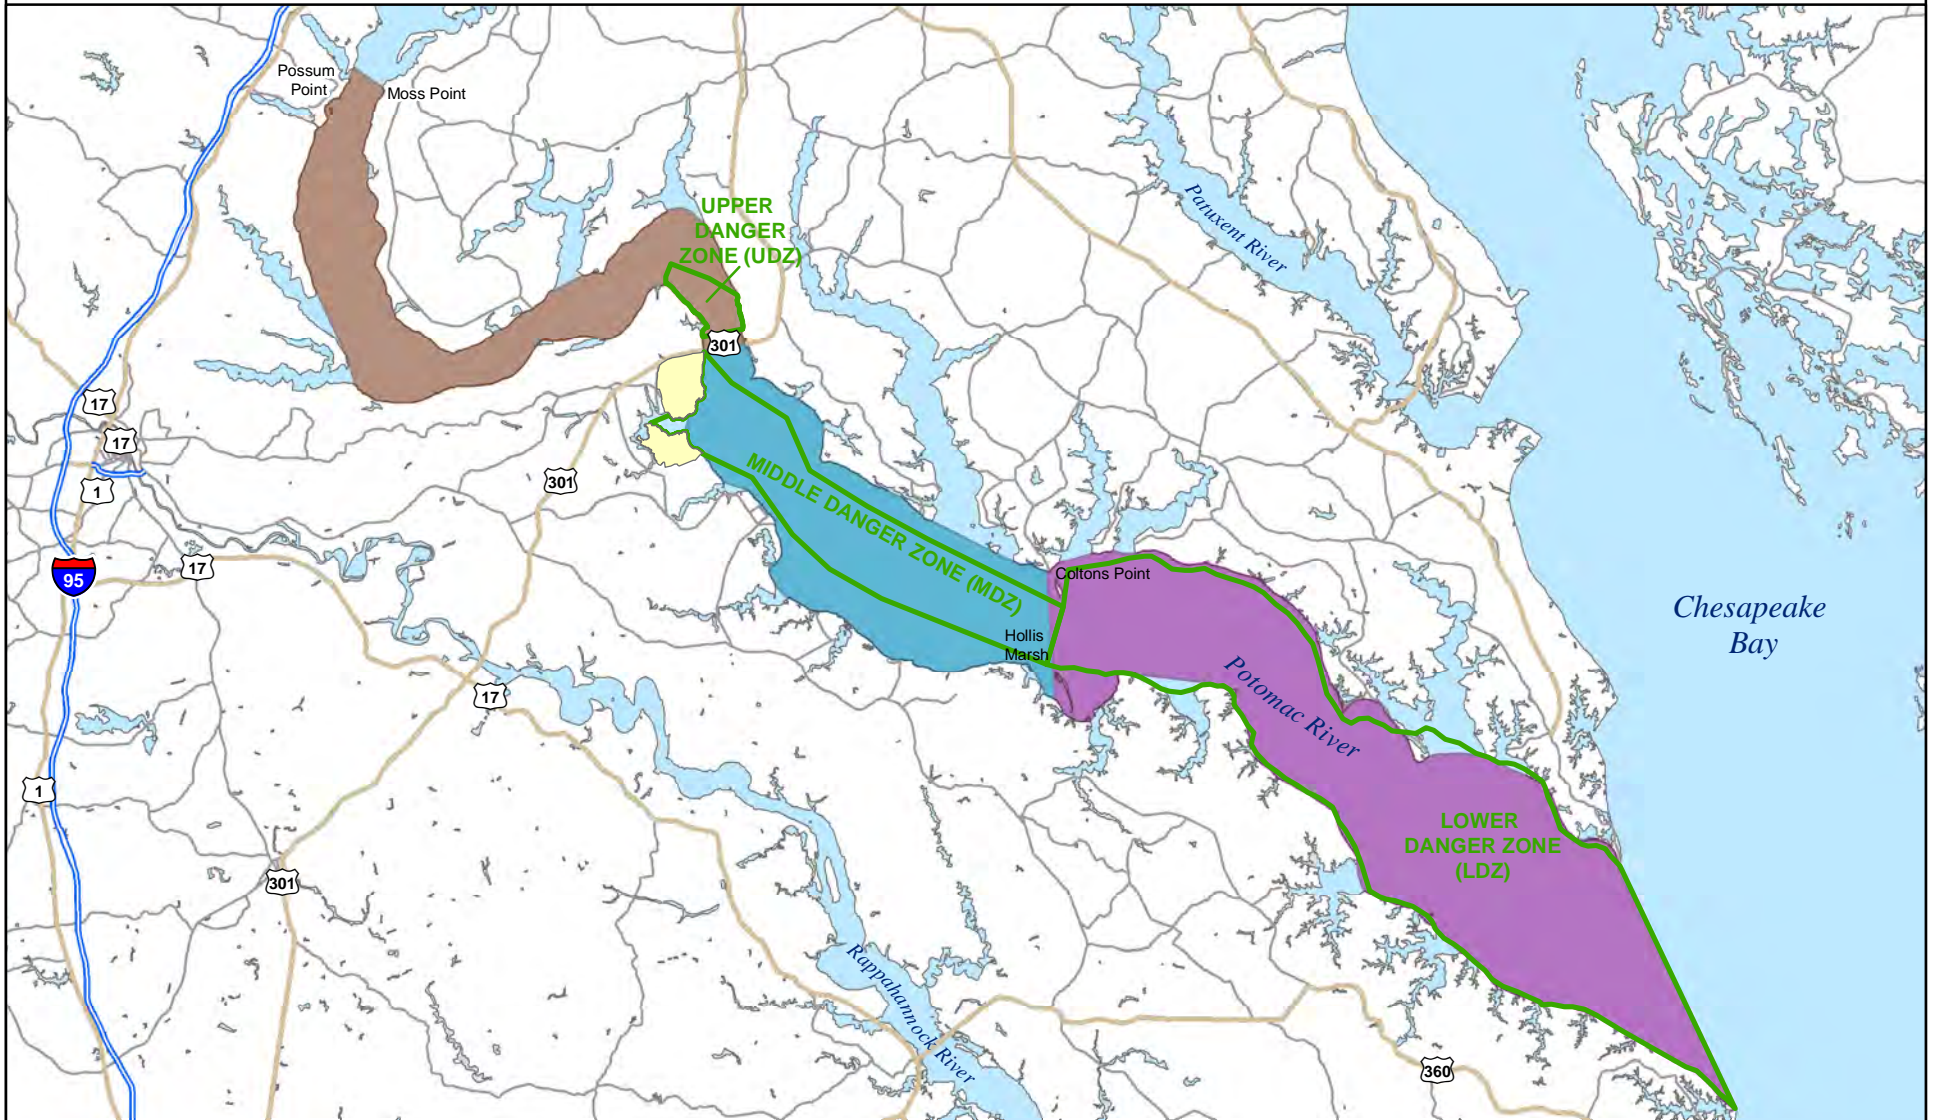 Possum
Point
Moss Point
UPPER
DANGER
ZONE (UDZ)
Patuxent River
301
17
17
1
301
MIDDLE DANGER ZONE (MDZ)
95
17
Coltons Point
Hollis
Marsh
Chesapeake
Bay
Potomac River
17
1
LOWER
DANGER ZONE
(LDZ)
301
Rappahannock River
360